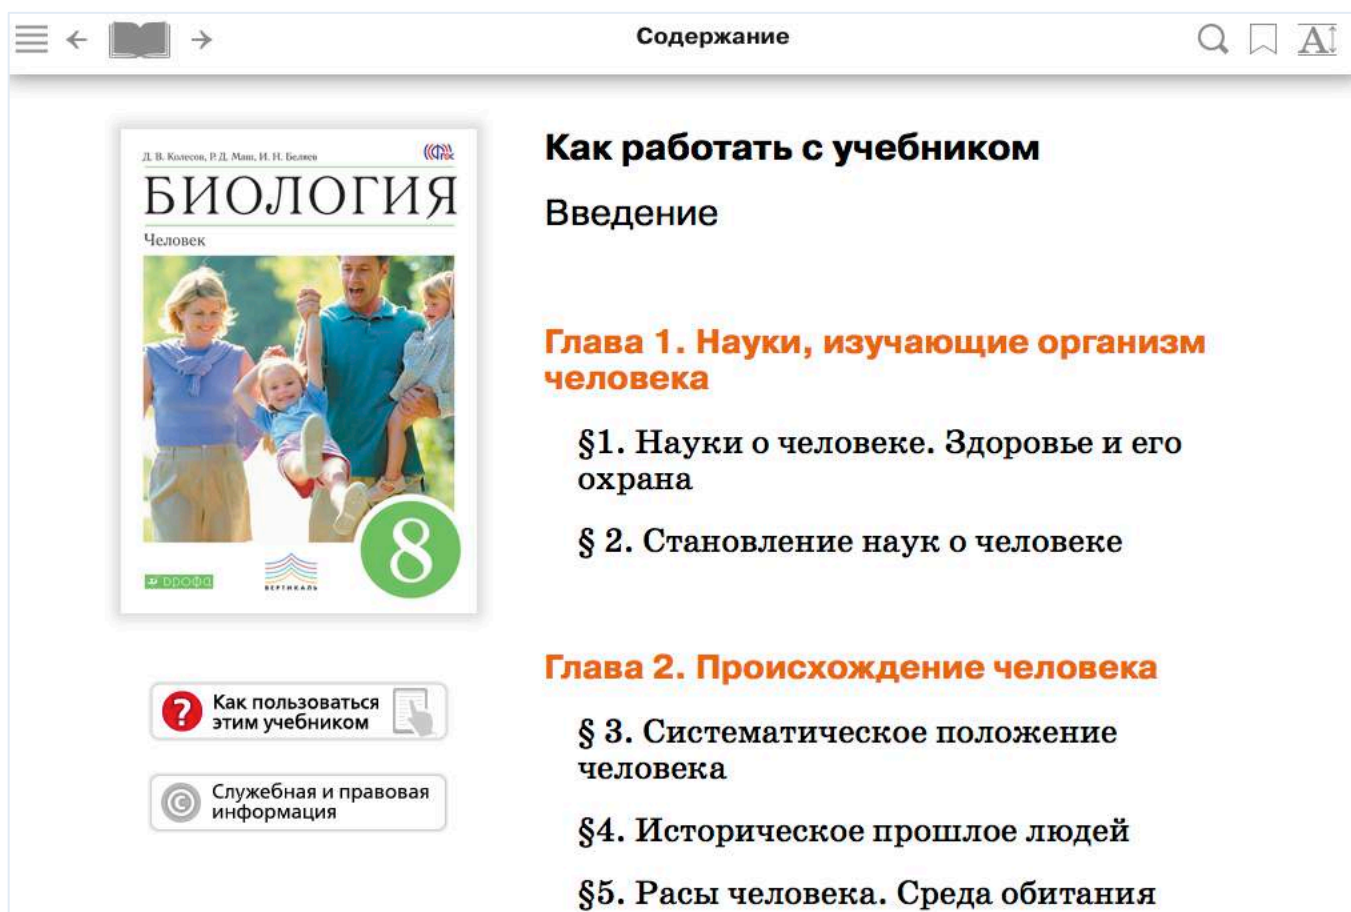 Содержание
Д. В. Колесов, Р. Д. Маш, И. Н. Беляев
ФГОС
БИОЛОГИЯ
Человек
8
дрофа
ВЕРТИКАЛЬ
Как пользоваться
этим учебником
Служебная и правовая
информация
Как работать с учебником
Введение
Глава 1. Науки, изучающие организм
человека
§1. Науки о человеке. Здоровье и его
охрана
§ 2. Становление наук о человеке
Глава 2. Происхождение человека
§ 3. Систематическое положение
человека
§4. Историческое прошлое людей
§5. Расы человека. Среда обитания